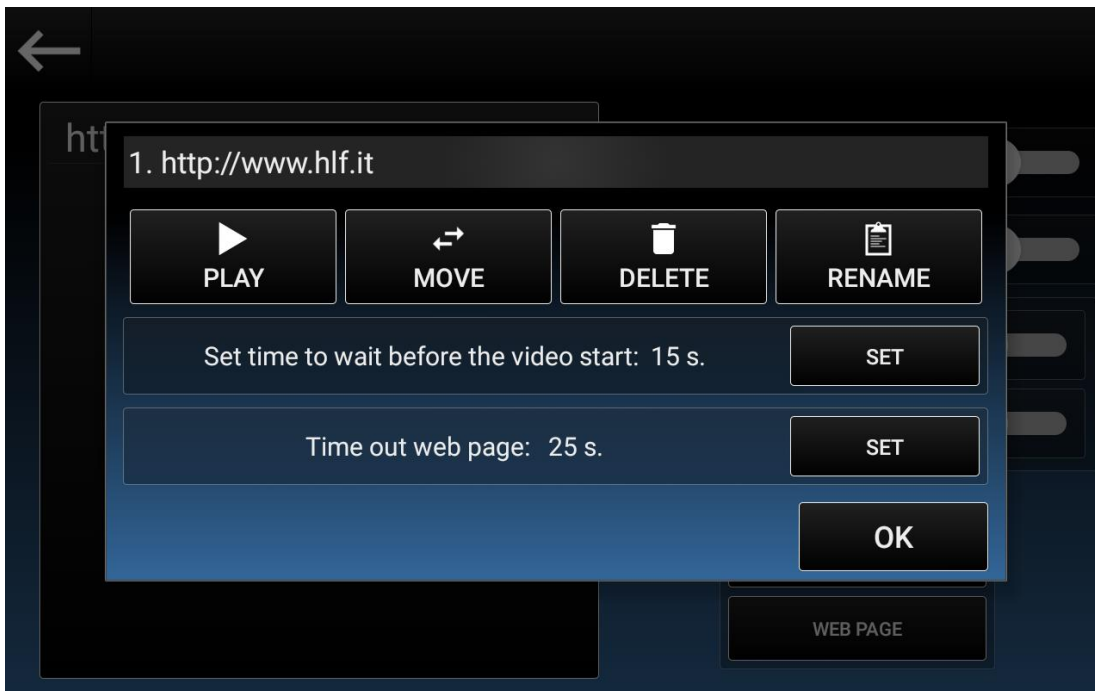 htt
1. http://www.hlf.it
PLAY
MOVE
DELETE
RENAME
Set time to wait before the video start: 15 s.
SET
Time out web page: 25 s.
SET
OK
WEB PAGE